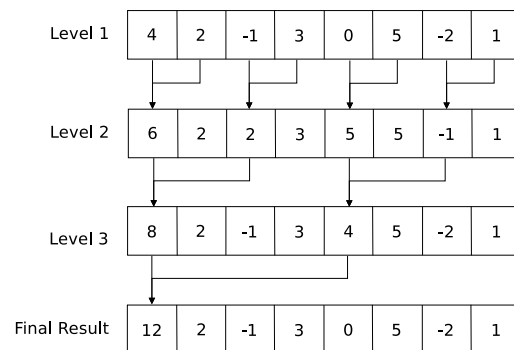 Level 1 4 2 -1 3 0 5 -2 1
Level 2 6 2 2 3 5 5 -1 1
Level 3 8 2 -1 3 4 5 -2 1
Final Result 12 2 -1 3 0 5 -2 1